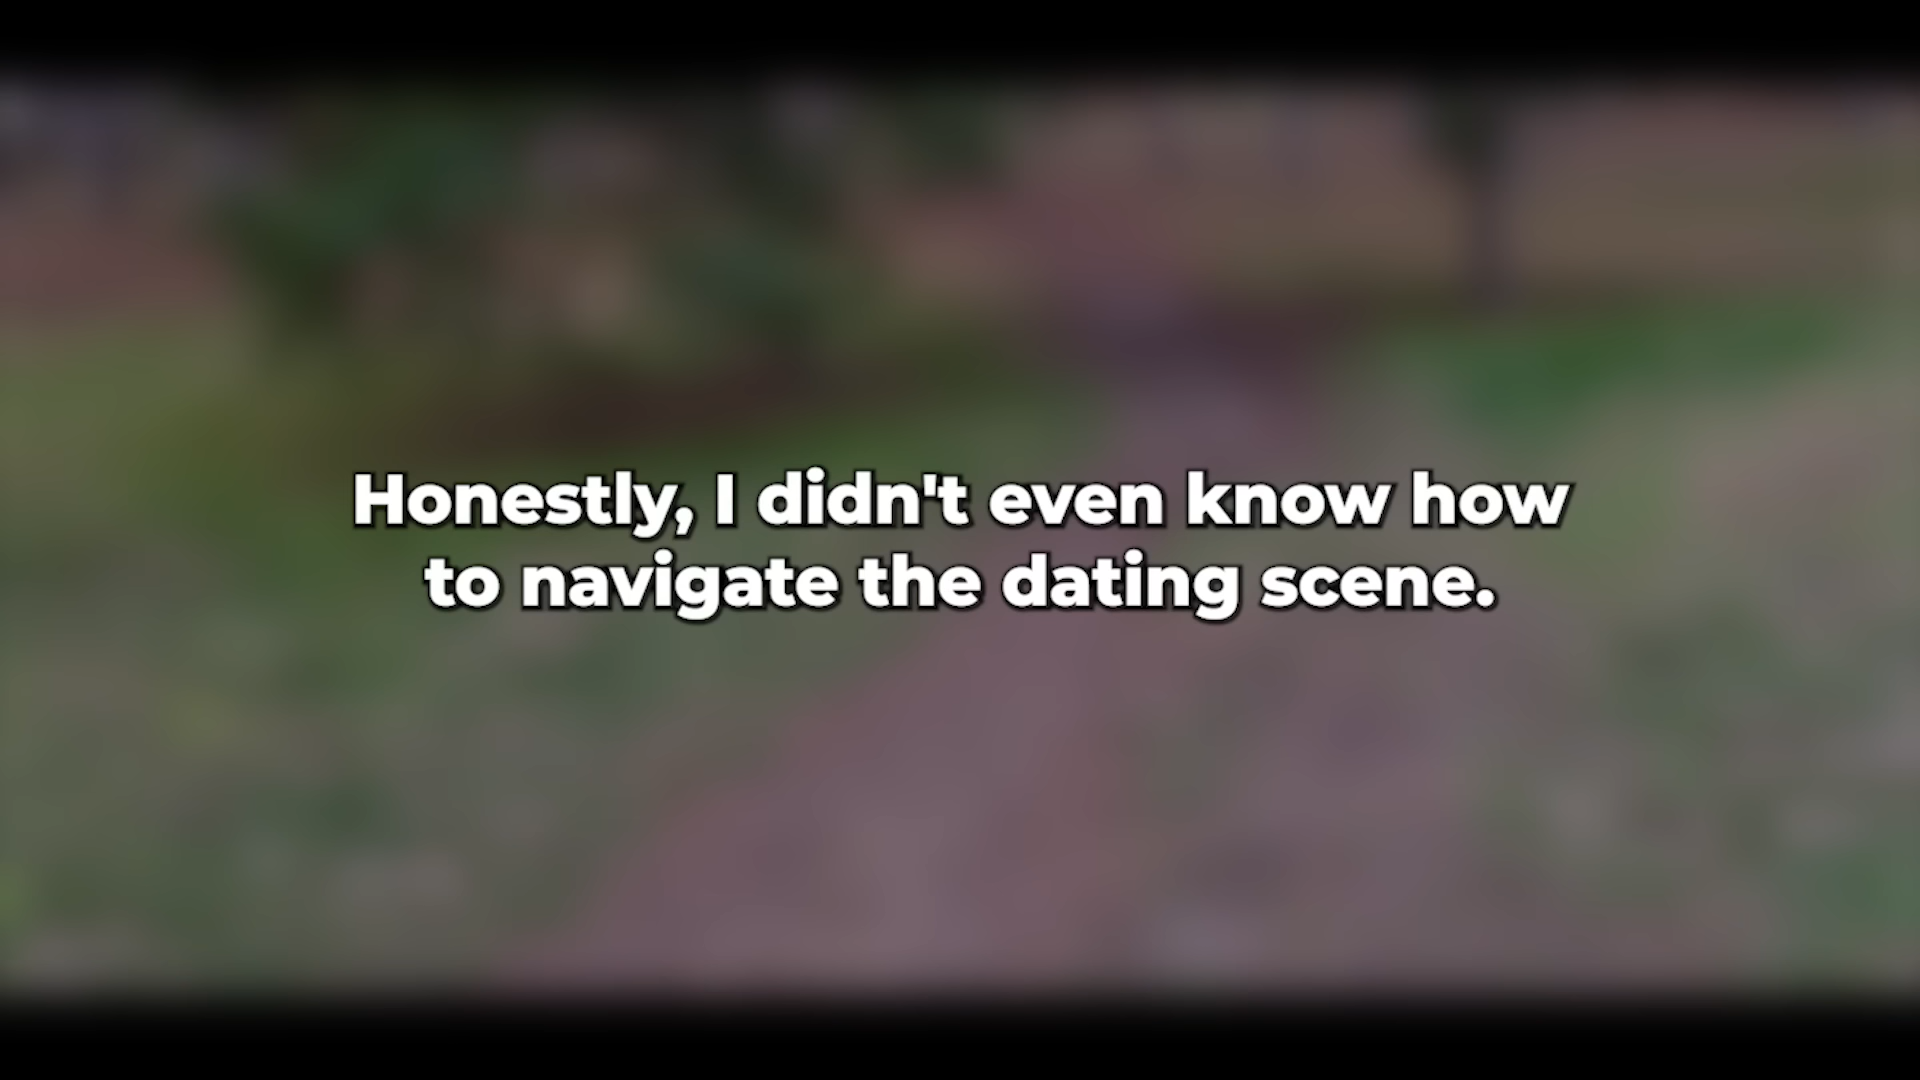 Honestly, I didn't even know how
to navigate the dating scene.